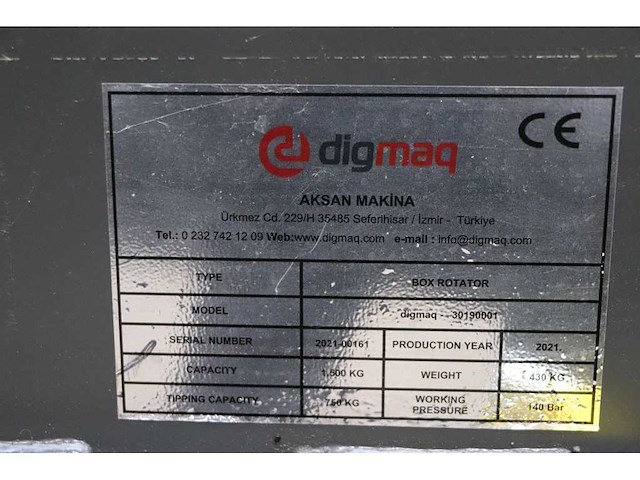 CE
digmaq
AKSAN MAKİNA
Ürkmez Cd. 229/H 35485 Seferihisar / İzmir - Türkiye
Tel.: 0 232 742 12 09 Web:www.digmaq.com e-mail : info@digmaq.com
TYPE BOX ROTATOR
MODEL digmaq - 30190001
SERIAL NUMBER 2021-00161 PRODUCTION YEAR 2021
CAPACITY 1,500 KG WEIGHT 430 KG
TIPPING CAPACITY 750 KG WORKING PRESSURE 140 Bar